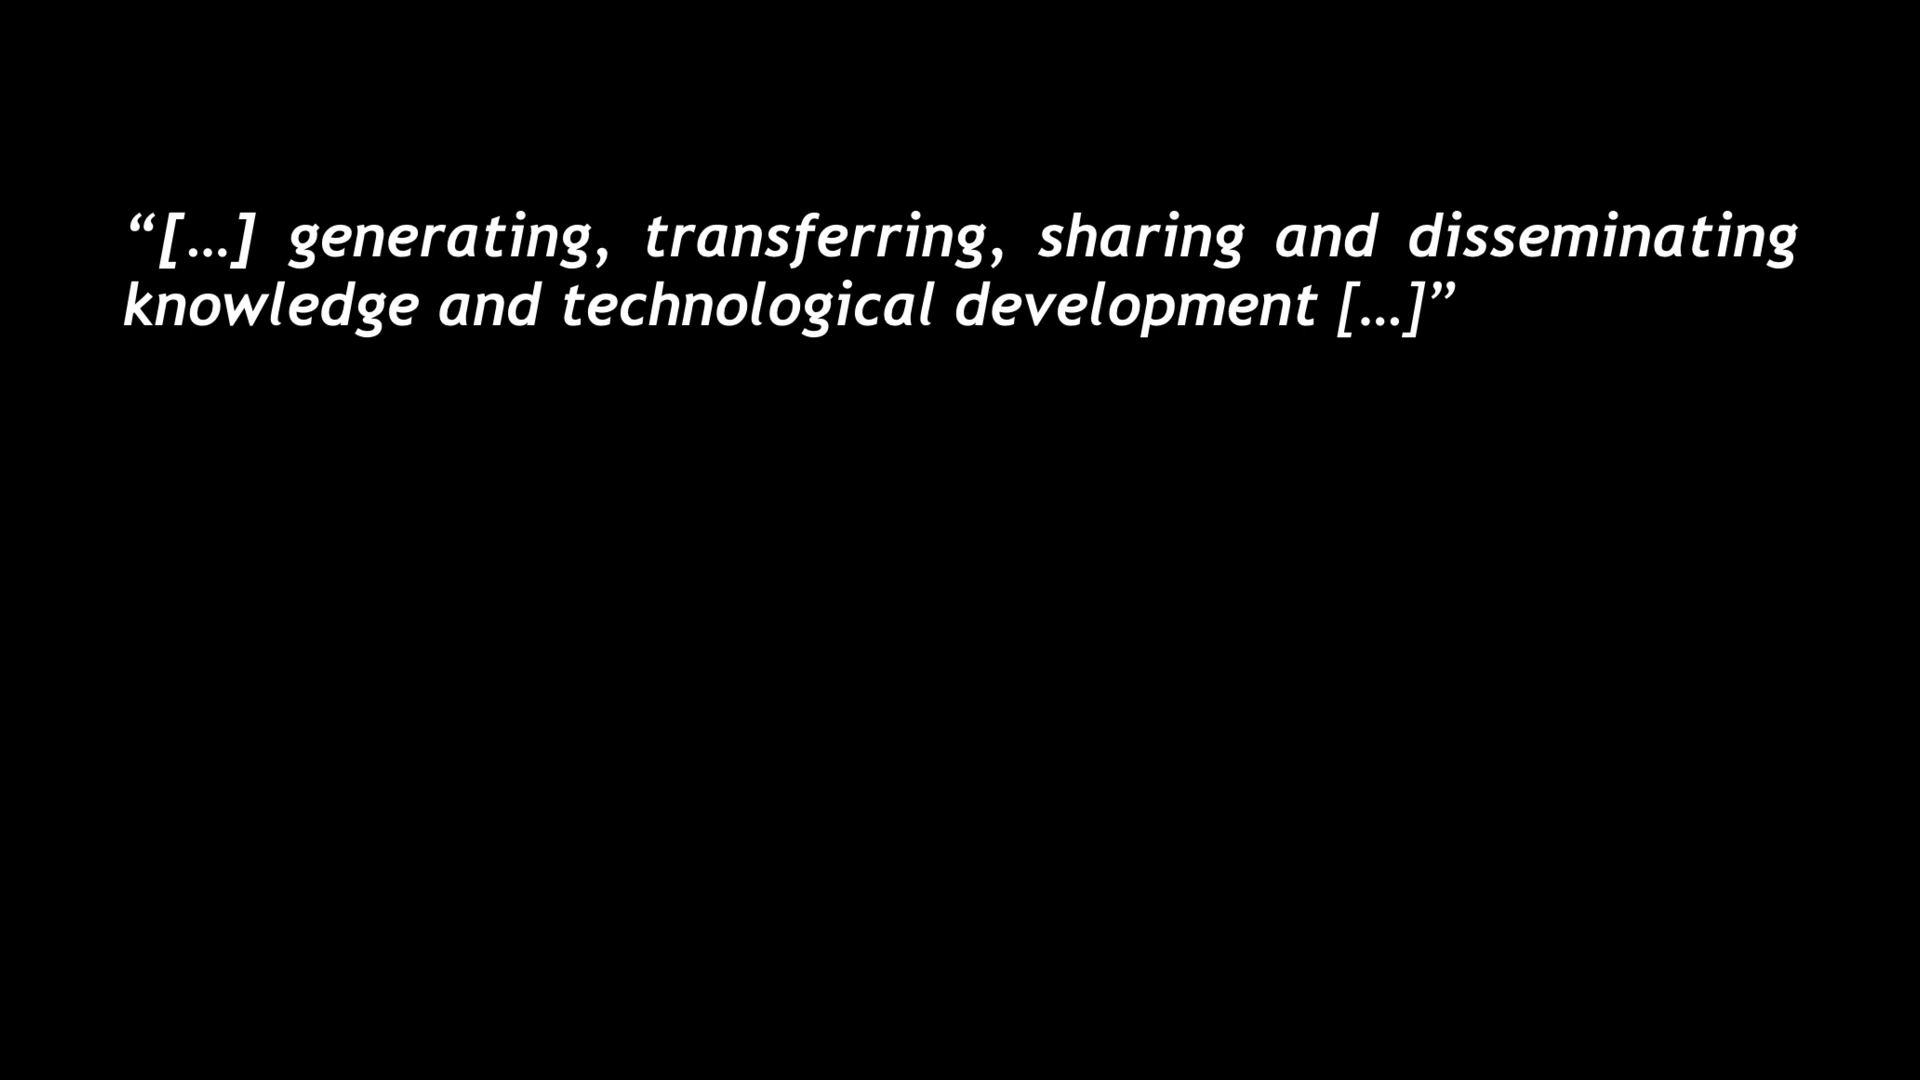 “[…] generating, transferring, sharing and disseminating
knowledge and technological development […]”